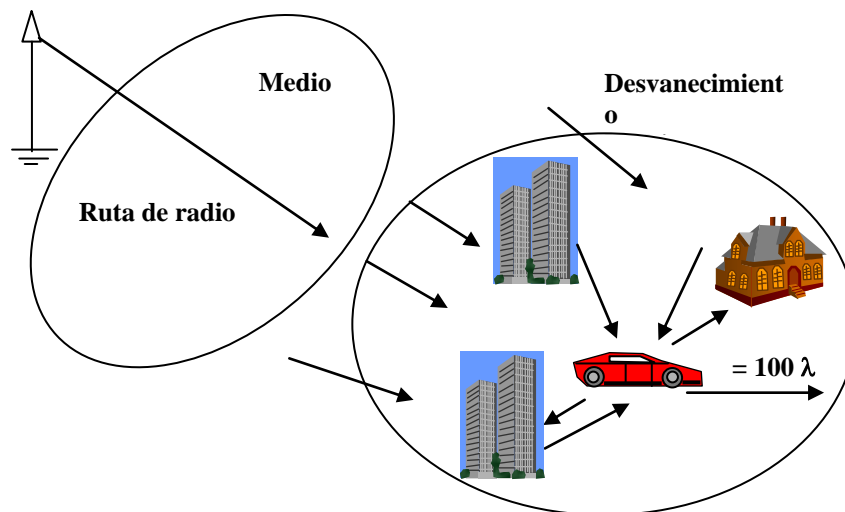 Medio
Desvanecimient
o
Ruta de radio
= 100 λ